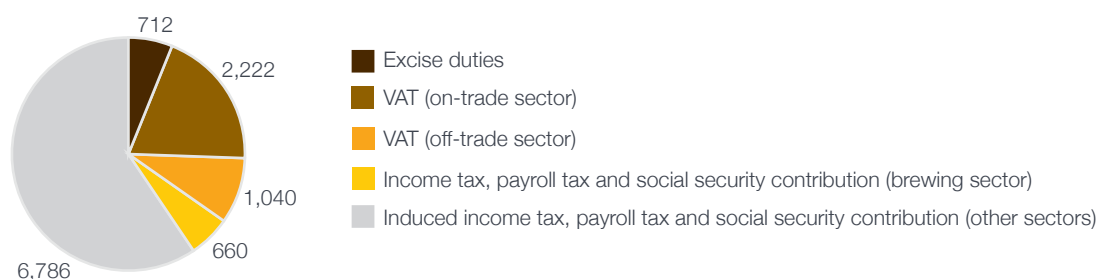 712
2,222
1,040
660
6,786
Excise duties
VAT (on-trade sector)
VAT (off-trade sector)
Income tax, payroll tax and social security contribution (brewing sector)
Induced income tax, payroll tax and social security contribution (other sectors)